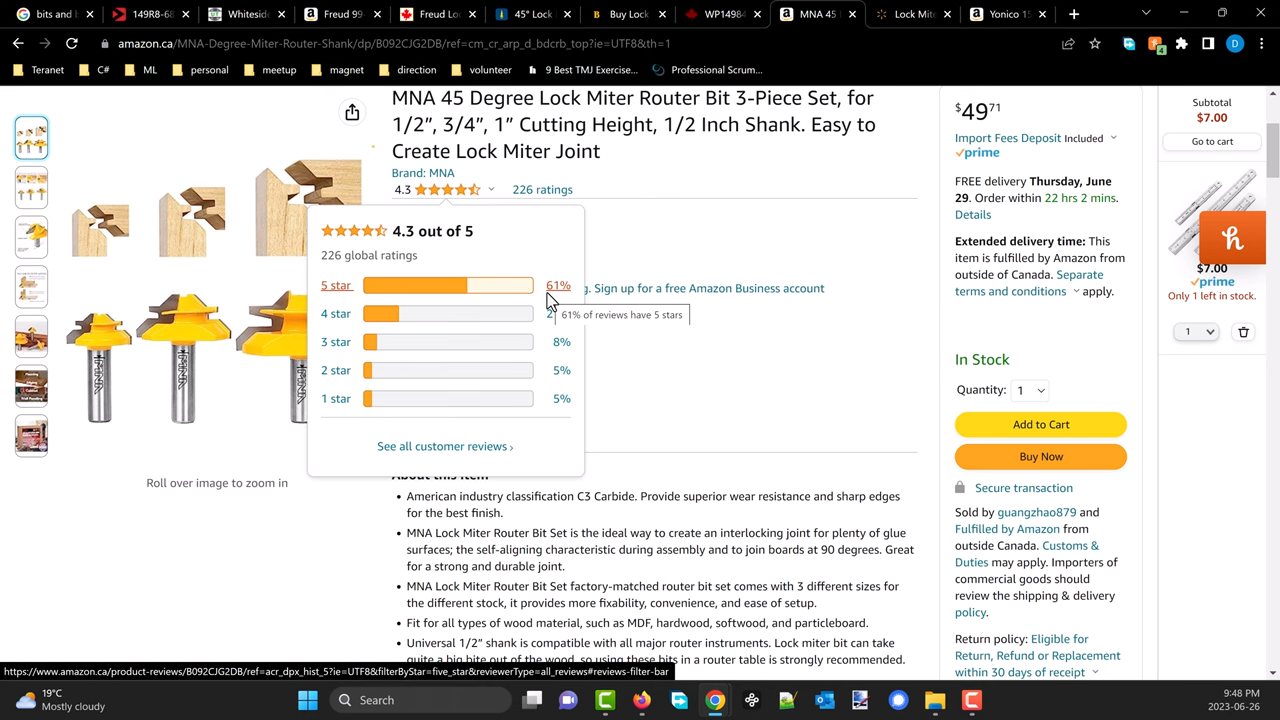 bits and b
149R8-68
Whiteside
Freud 99-
Freud Lo
45° Lock
Buy Lock
WP14984
MNA 45
Lock Mite
Yonico 15
amazon.ca/MNA-Degree-Miter-Router-Shank/dp/B092CJG2DB/ref=cm_cr_arp_d_bdcrb_top?ie=UTF8&th=1
4
D
Teranet
C#
ML
personal
meetup
magnet
direction
volunteer
9 Best TMJ Exercise...
Professional Scrum...
MNA 45 Degree Lock Miter Router Bit 3-Piece Set, for
1/2”, 3/4”, 1” Cutting Height, 1/2 Inch Shank. Easy to
Create Lock Miter Joint
Brand: MNA
4.3
226 ratings
4.3 out of 5
226 global ratings
5 star
61%
g. Sign up for a free Amazon Business account
61% of reviews have 5 stars
4 star
3 star
8%
2 star
5%
1 star
5%
See all customer reviews ›
Roll over image to zoom in
About this item
• American industry classification C3 Carbide. Provide superior wear resistance and sharp edges
for the best finish.
• MNA Lock Miter Router Bit Set is the ideal way to create an interlocking joint for plenty of glue
surfaces; the self-aligning characteristic during assembly and to join boards at 90 degrees. Great
for a strong and durable joint.
• MNA Lock Miter Router Bit Set factory-matched router bit set comes with 3 different sizes for
the different stock, it provides more fixability, convenience, and ease of setup.
• Fit for all types of wood material, such as MDF, hardwood, softwood, and particleboard.
• Universal 1/2” shank is compatible with all major router instruments. Lock miter bit can take
quite a big bite out of the wood, so using these bits in a router table is strongly recommended.
$49 71
Import Fees Deposit Included
prime
FREE delivery Thursday, June
29. Order within 22 hrs 2 mins.
Details
Extended delivery time: This
item is fulfilled by Amazon from
outside of Canada. Separate
terms and conditions apply.
In Stock
Quantity: 1
Add to Cart
Buy Now
Secure transaction
Sold by guangzhao879 and
Fulfilled by Amazon from
outside Canada. Customs &
Duties may apply. Importers of
commercial goods should
review the shipping & delivery
policy.
Return policy: Eligible for
Return, Refund or Replacement
within 30 days of receipt
Subtotal
$7.00
Go to cart
h
$7.00
prime
Only 1 left in stock.
1
https://www.amazon.ca/product-reviews/B092CJG2DB/ref=acr_dpx_hist_5?ie=UTF8&filterByStar=five_star&reviewerType=all_reviews#reviews-filter-bar
19°C
Mostly cloudy
Search
9:48 PM
2023-06-26